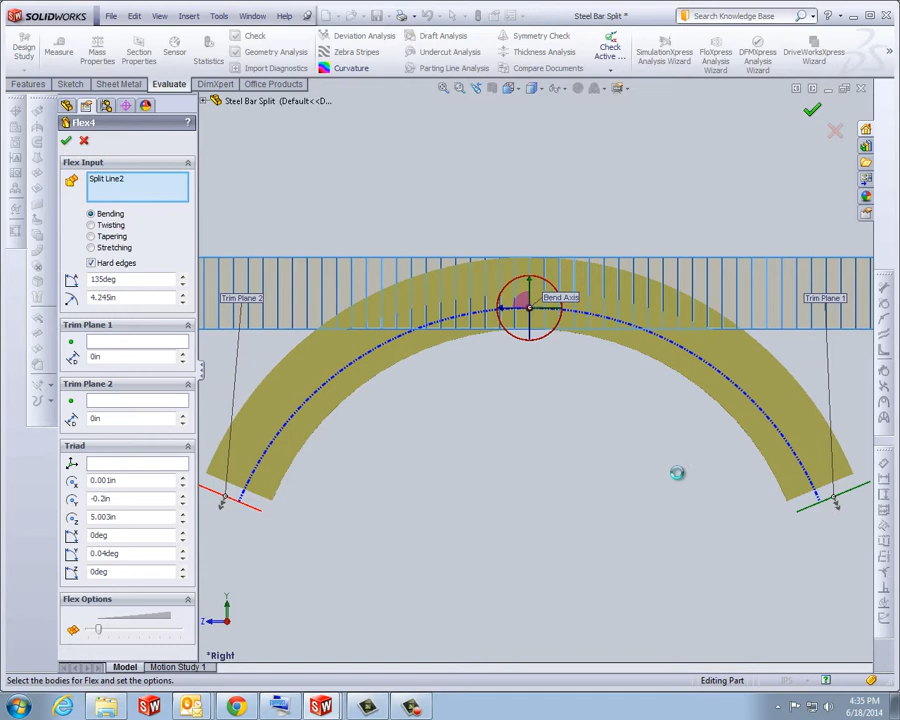 SOLIDWORKS File Edit View Insert Tools Window Help Steel Bar Split * Search Knowledge Base
Design Study
Measure
Mass Properties
Section Properties
Sensor
Statistics
Check
Geometry Analysis
Import Diagnostics
Deviation Analysis
Zebra Stripes
Curvature
Draft Analysis
Undercut Analysis
Parting Line Analysis
Symmetry Check
Thickness Analysis
Compare Documents
Check Active ...
SimulationXpress Analysis Wizard
FloXpress Analysis Wizard
DFMXpress Analysis Wizard
DriveWorksXpress Wizard
Features Sketch Sheet Metal Evaluate DimXpert Office Products
Steel Bar Split (Default<<D...
Flex4 ?
Flex Input
Split Line2
Bending
Twisting
Tapering
Stretching
Hard edges
135deg
4.245in
Trim Plane 1
0in
Trim Plane 2
0in
Triad
0.001in
-0.2in
5.003in
0deg
0.04deg
0deg
Flex Options
Trim Plane 2
Bend Axis
Trim Plane 1
Y
Z
*Right
Model Motion Study 1
Select the bodies for Flex and set the options. Editing Part IPS
4:35 PM
6/18/2014